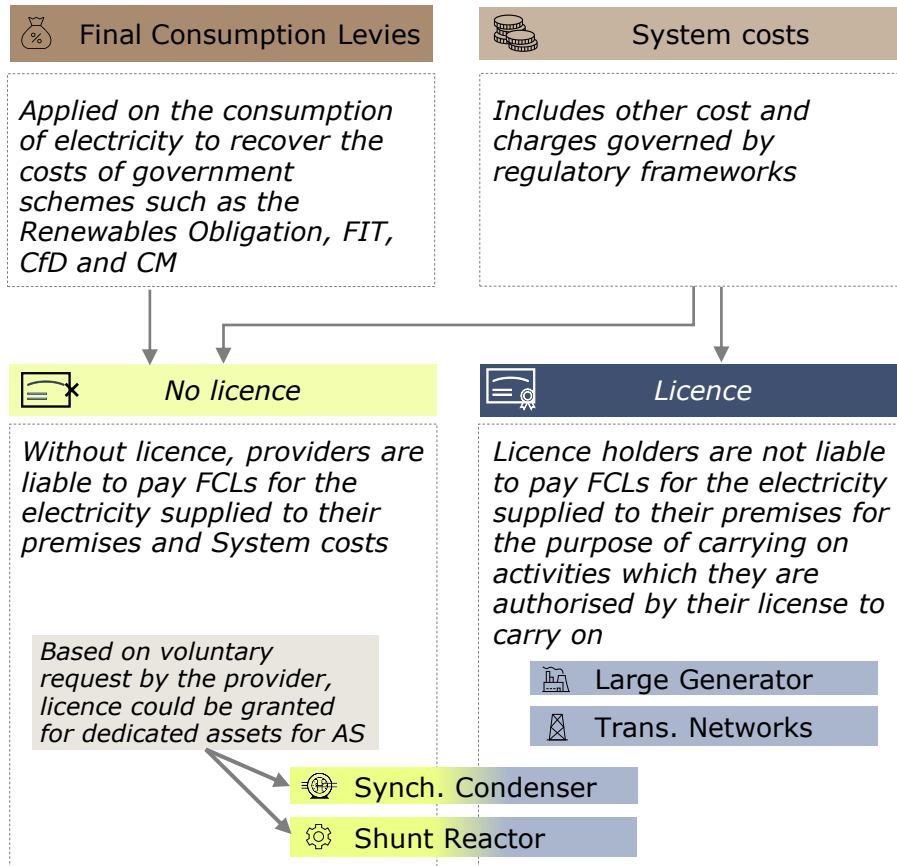 Final Consumption Levies
System costs
Applied on the consumption
of electricity to recover the
costs of government
schemes such as the
Renewables Obligation, FIT,
CfD and CM
Includes other cost and
charges governed by
regulatory frameworks
No licence
Licence
Without licence, providers are
liable to pay FCLs for the
electricity supplied to their
premises and System costs
Based on voluntary
request by the provider,
licence could be granted
for dedicated assets for AS
Licence holders are not liable
to pay FCLs for the electricity
supplied to their premises for
the purpose of carrying on
activities which they are
authorised by their license to
carry on
Large Generator
Trans. Networks
Synch. Condenser
Shunt Reactor